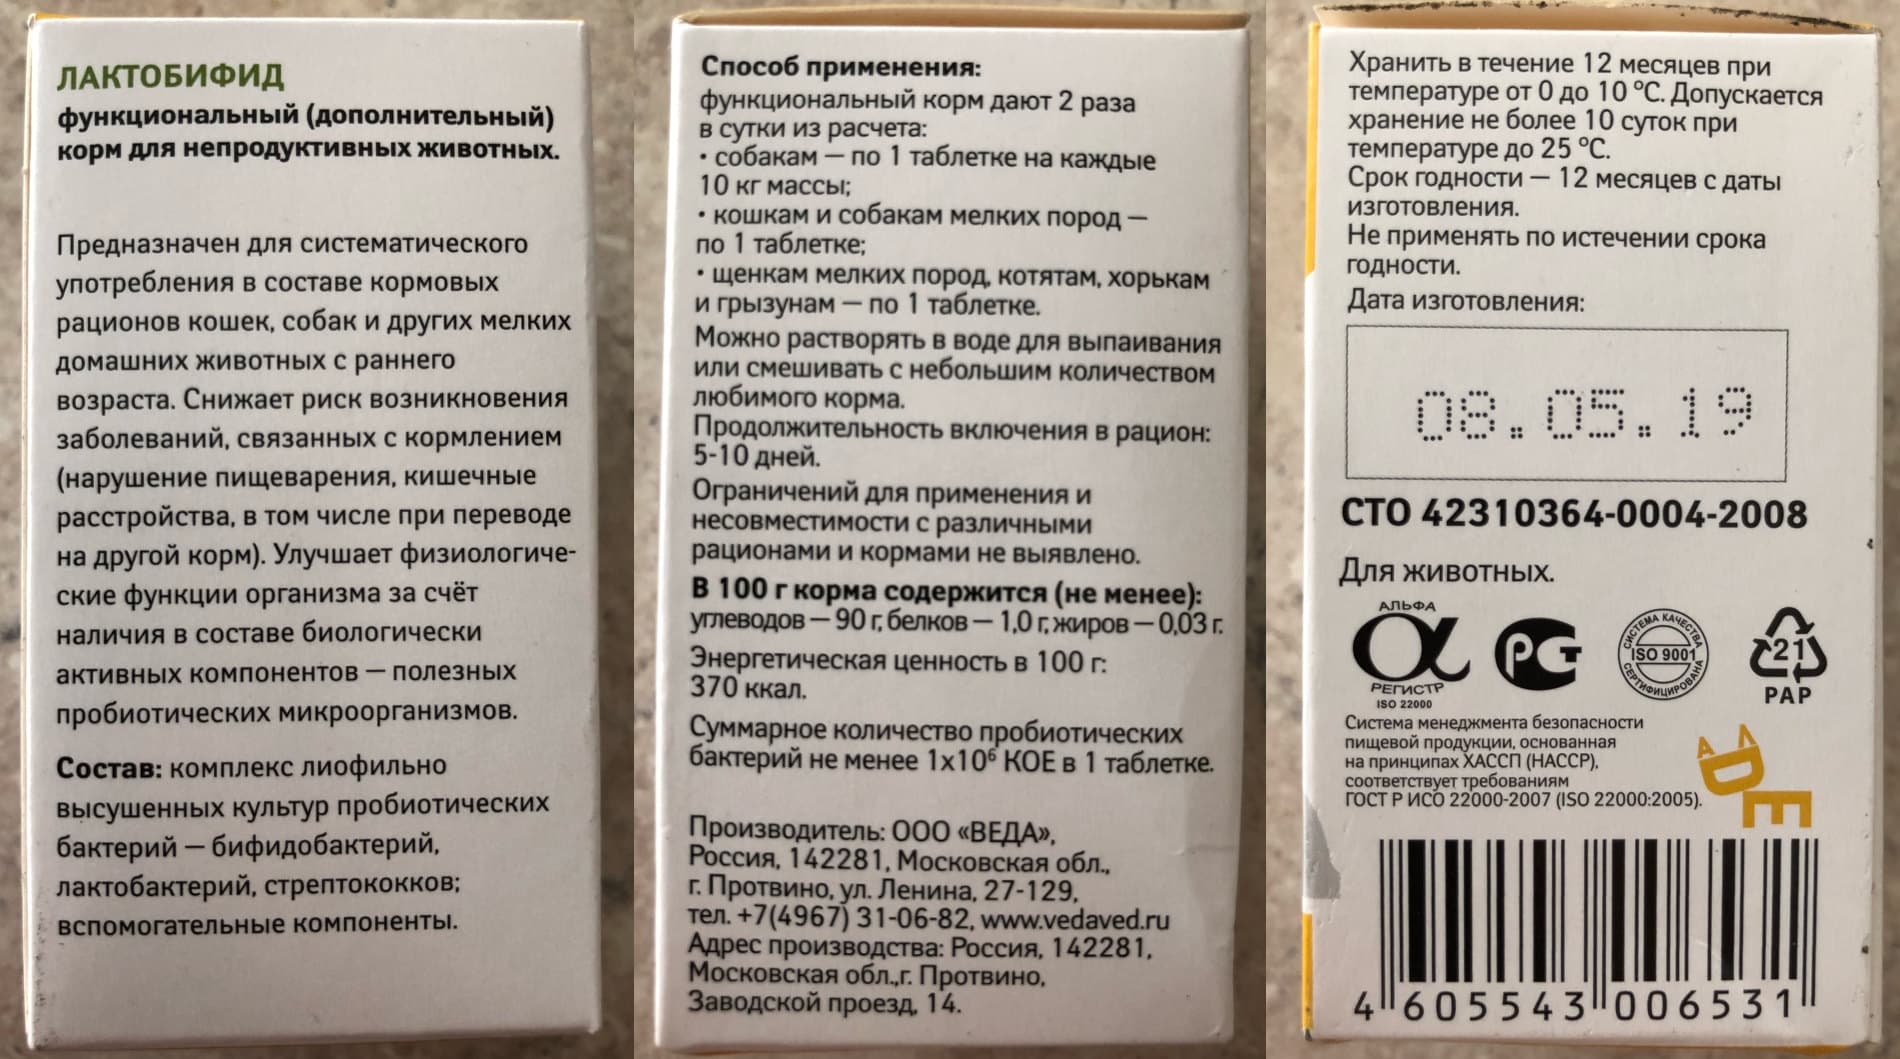 ЛАКТОБИФИД
функциональный (дополнительный)
корм для непродуктивных животных.
Предназначен для систематического
употребления в составе кормовых
рационов кошек, собак и других мелких
домашних животных с раннего
возраста. Снижает риск возникновения
заболеваний, связанных с кормлением
(нарушение пищеварения, кишечные
расстройства, в том числе при переводе
на другой корм). Улучшает физиологиче-
ские функции организма за счёт
наличия в составе биологически
активных компонентов — полезных
пробиотических микроорганизмов.
Состав: комплекс лиофильно
высушенных культур пробиотических
бактерий — бифидобактерий,
лактобактерий, стрептококков;
вспомогательные компоненты.
Способ применения:
функциональный корм дают 2 раза
в сутки из расчета:
• собакам — по 1 таблетке на каждые
10 кг массы;
• кошкам и собакам мелких пород —
по 1 таблетке;
• щенкам мелких пород, котятам, хорькам
и грызунам — по 1 таблетке.
Можно растворять в воде для выпаивания
или смешивать с небольшим количеством
любимого корма.
Продолжительность включения в рацион:
5-10 дней.
Ограничений для применения и
несовместимости с различными
рационами и кормами не выявлено.
В 100 г корма содержится (не менее):
углеводов — 90 г, белков — 1,0 г, жиров — 0,03 г.
Энергетическая ценность в 100 г:
370 ккал.
Суммарное количество пробиотических
бактерий не менее 1х10⁶ КОЕ в 1 таблетке.
Производитель: ООО «ВЕДА»,
Россия, 142281, Московская обл.,
г. Протвино, ул. Ленина, 27-129,
тел. +7(4967) 31-06-82, www.vedaved.ru
Адрес производства: Россия, 142281,
Московская обл.,г. Протвино,
Заводской проезд, 14.
Хранить в течение 12 месяцев при
температуре от 0 до 10 °С. Допускается
хранение не более 10 суток при
температуре до 25 °С.
Срок годности — 12 месяцев с даты
изготовления.
Не применять по истечении срока
годности.
Дата изготовления:
08.05.19
СТО 42310364-0004-2008
Для животных.
АЛЬФА
РЕГИСТР
ISO 22000
РСТ
СИСТЕМА КАЧЕСТВА
ISO 9001
СЕРТИФИЦИРОВАНА
21
PAP
Система менеджмента безопасности
пищевой продукции, основанная
на принципах ХАССП (HACCP),
соответствует требованиям
ГОСТ Р ИСО 22000-2007 (ISO 22000:2005).
4 605543 006531